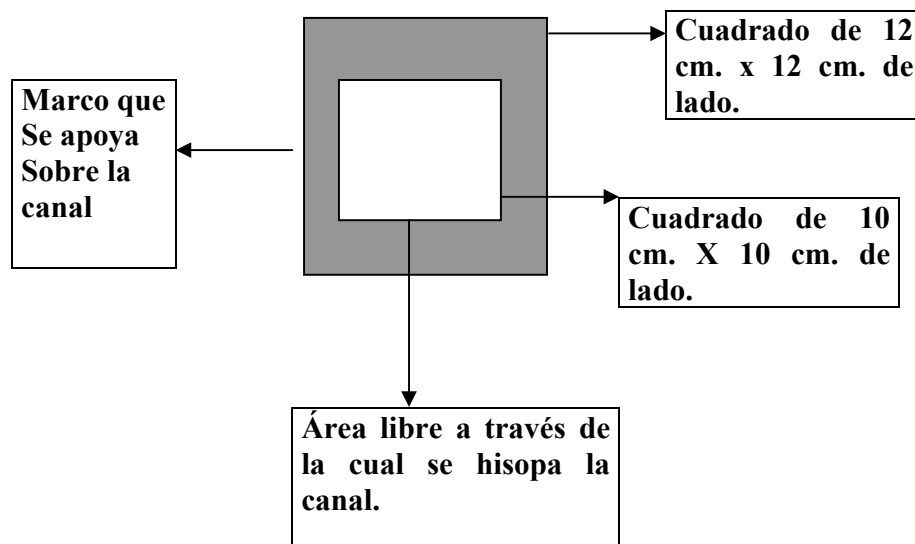 Cuadrado de 12
cm. x 12 cm. de
lado.
Marco que
Se apoya
Sobre la
canal
Cuadrado de 10
cm. X 10 cm. de
lado.
Área libre a través de
la cual se hisopa la
canal.